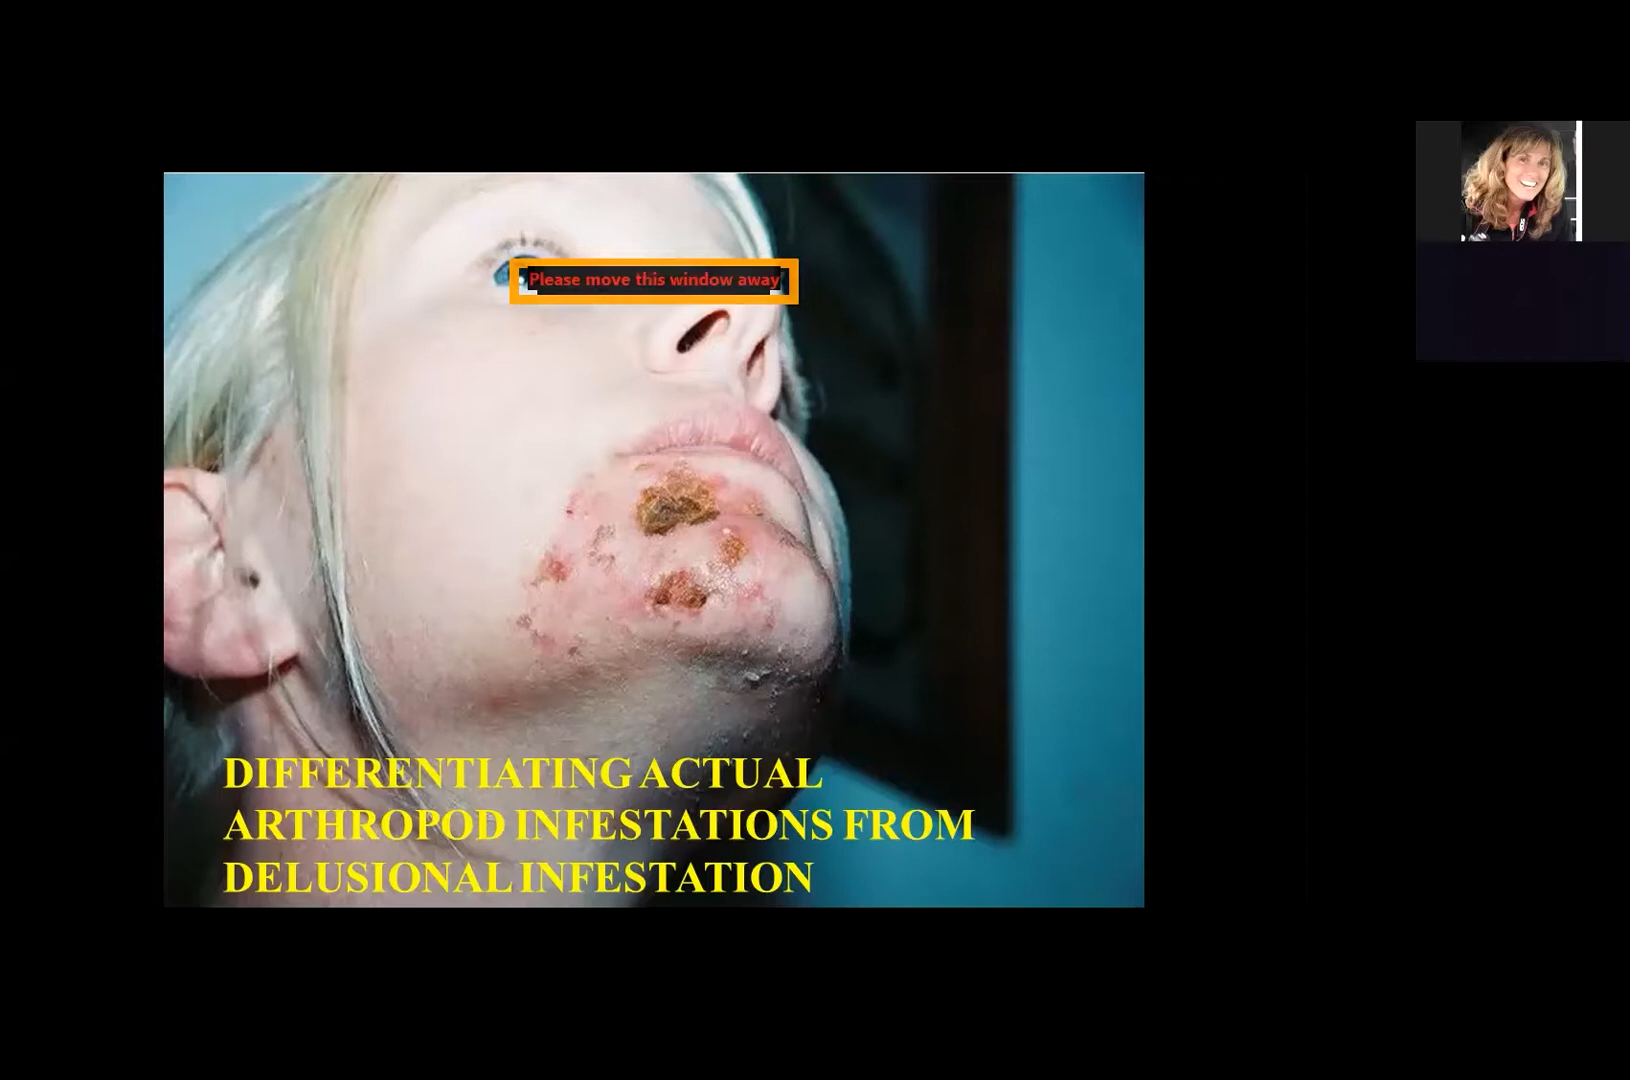 Please move this window away
DIFFERENTIATING ACTUAL
ARTHROPOD INFESTATIONS FROM
DELUSIONAL INFESTATION